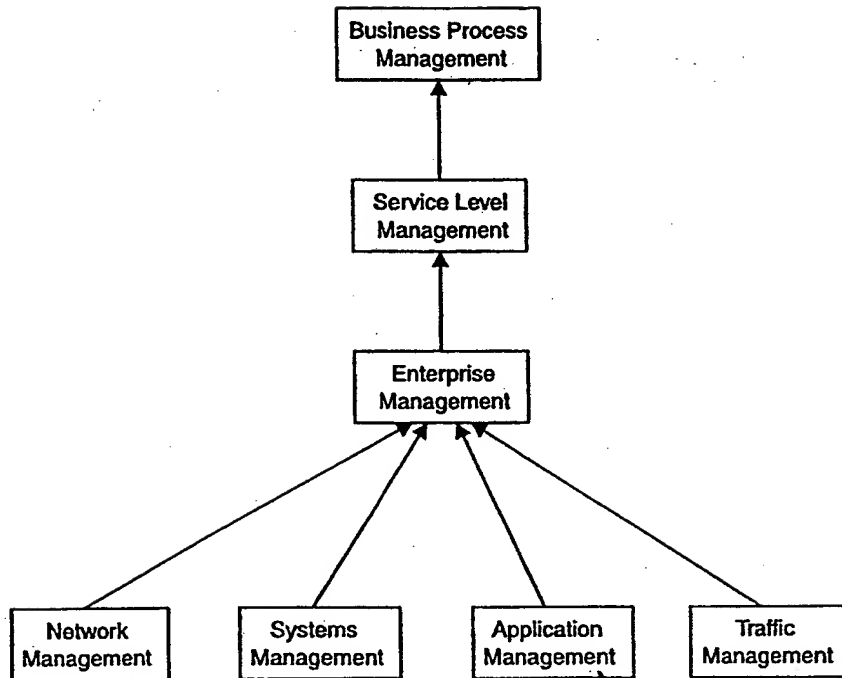 Business Process
Management
Service Level
Management
Enterprise
Management
Network
Management
Systems
Management
Application
Management
Traffic
Management